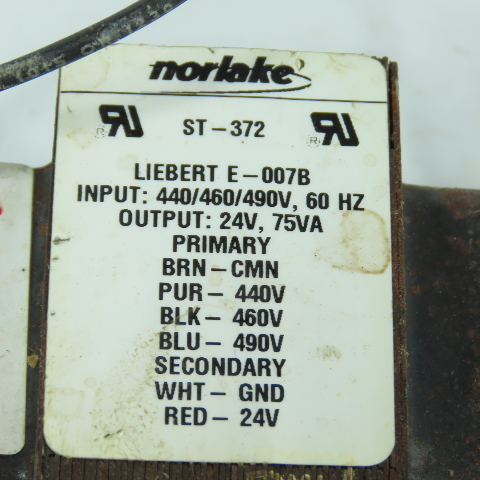 norlake
ST-372
LIEBERT E-007B
INPUT: 440/460/490V, 60 HZ
OUTPUT: 24V, 75VA
PRIMARY
BRN-CMN
PUR- 440V
BLK- 460V
BLU- 490V
SECONDARY
WHT- GND
RED- 24V